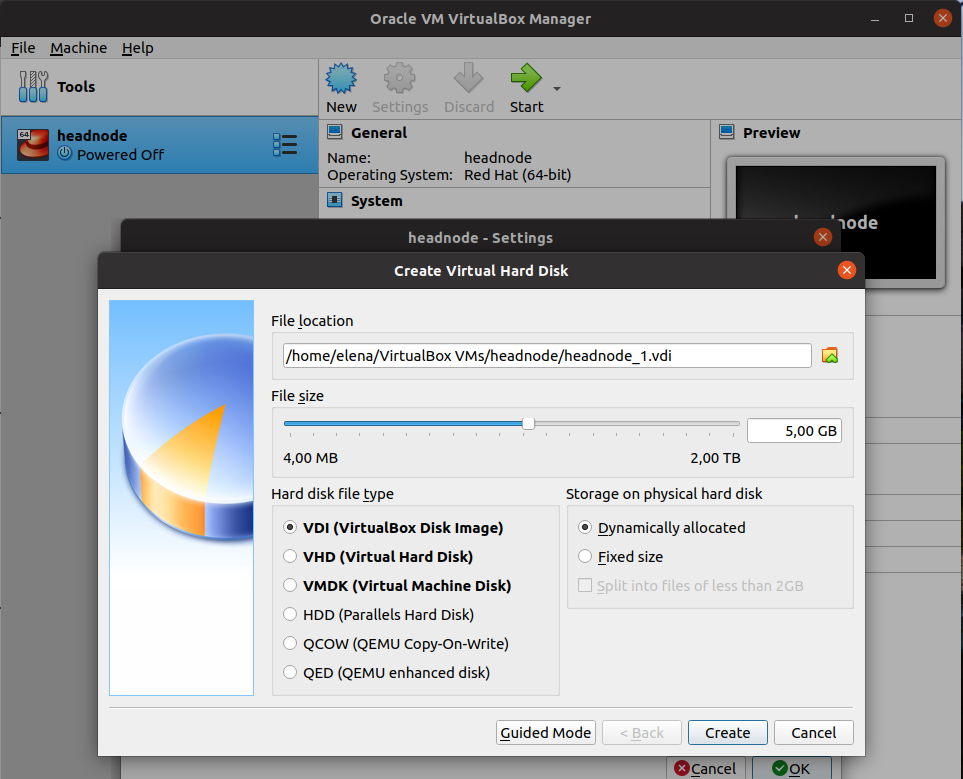 Oracle VM VirtualBox Manager
File Machine Help
Tools
New Settings Discard Start
64 headnode
Powered Off
General
Name: headnode
Operating System: Red Hat (64-bit)
System
Preview
headnode - Settings
Create Virtual Hard Disk
File location
/home/elena/VirtualBox VMs/headnode/headnode_1.vdi
File size
5,00 GB
4,00 MB 2,00 TB
Hard disk file type
VDI (VirtualBox Disk Image)
VHD (Virtual Hard Disk)
VMDK (Virtual Machine Disk)
HDD (Parallels Hard Disk)
QCOW (QEMU Copy-On-Write)
QED (QEMU enhanced disk)
Storage on physical hard disk
Dynamically allocated
Fixed size
Split into files of less than 2GB
Guided Mode < Back Create Cancel
Cancel OK